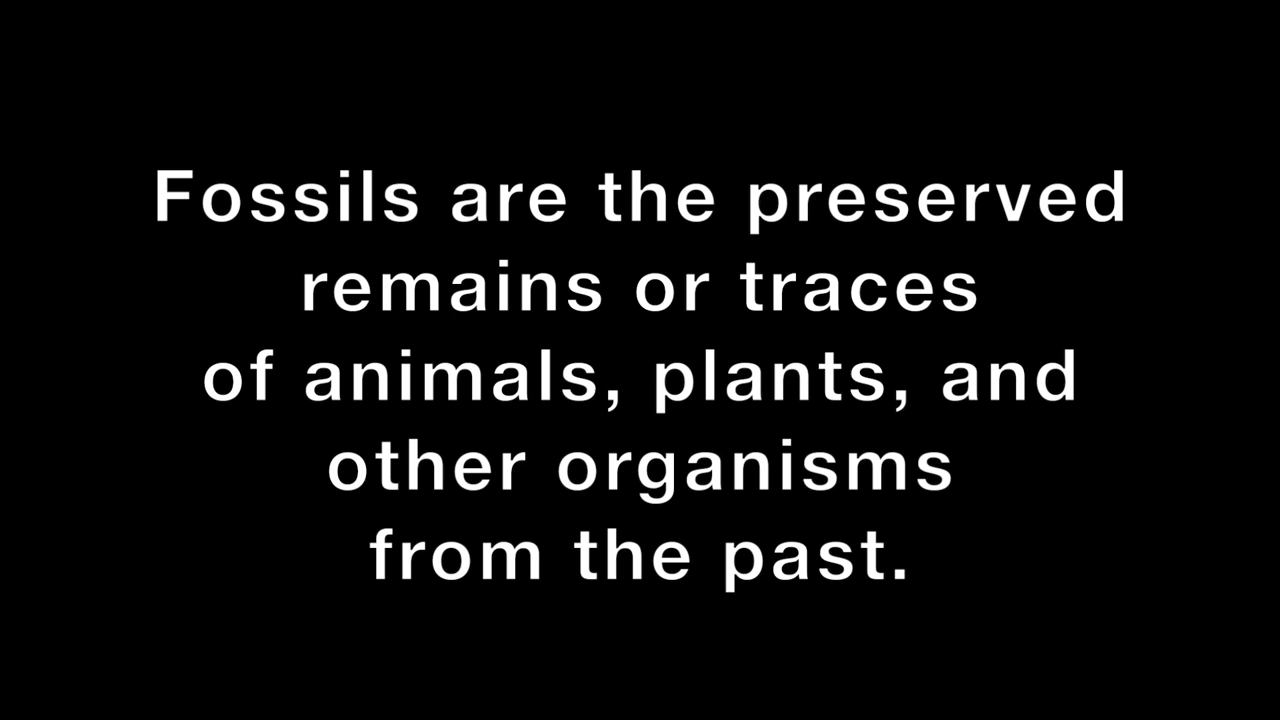 Fossils are the preserved
remains or traces
of animals, plants, and
other organisms
from the past.